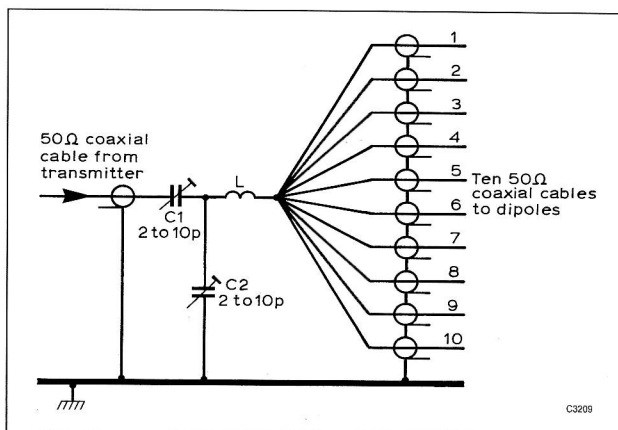 50Ω coaxial
cable from
transmitter
C1
2 to 10p
L
C2
2 to 10p
1
2
3
4
5
6
7
8
9
10
Ten 50Ω
coaxial cables
to dipoles
C3209